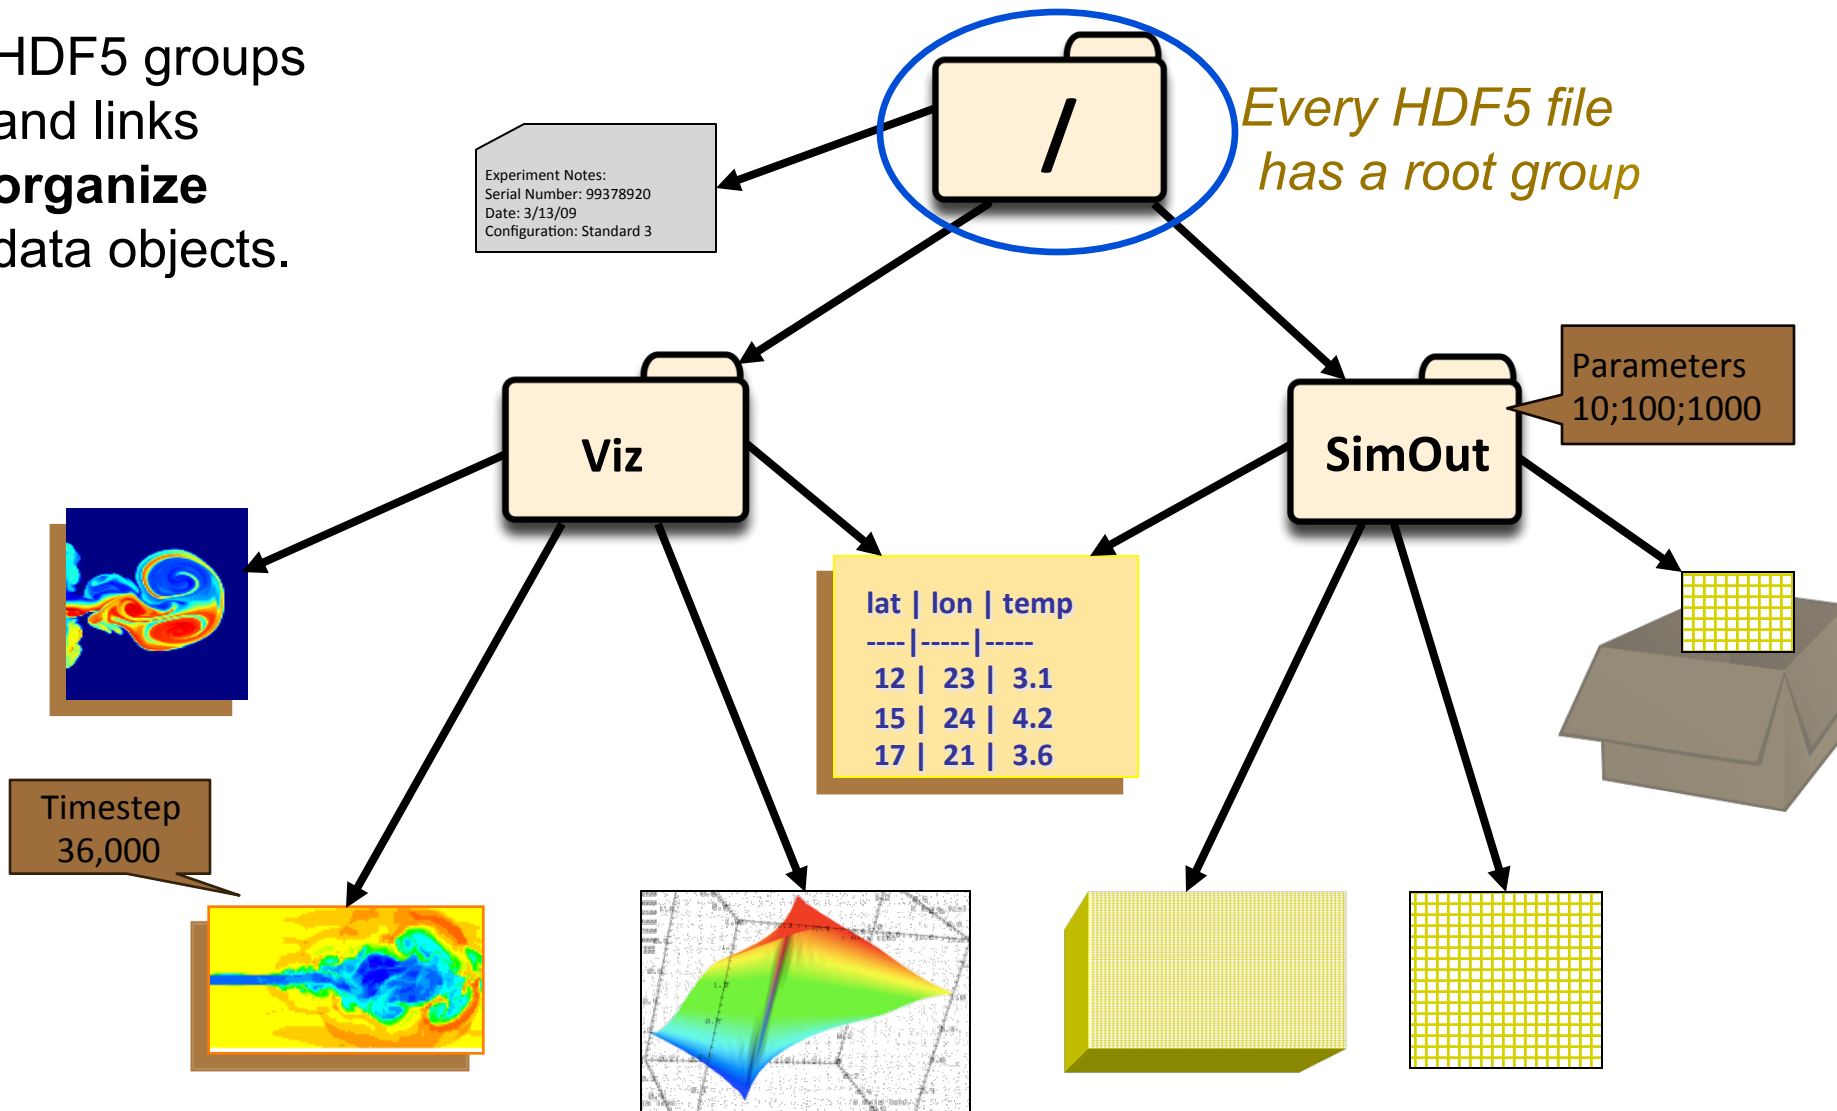 HDF5 groups
and links
organize
data objects.
/
Every HDF5 file
has a root group
Experiment Notes:
Serial Number: 99378920
Date: 3/13/09
Configuration: Standard 3
Viz
SimOut
Parameters
10;100;1000
lat | lon | temp
----|-----|-----
12 | 23 | 3.1
15 | 24 | 4.2
17 | 21 | 3.6
Timestep
36,000